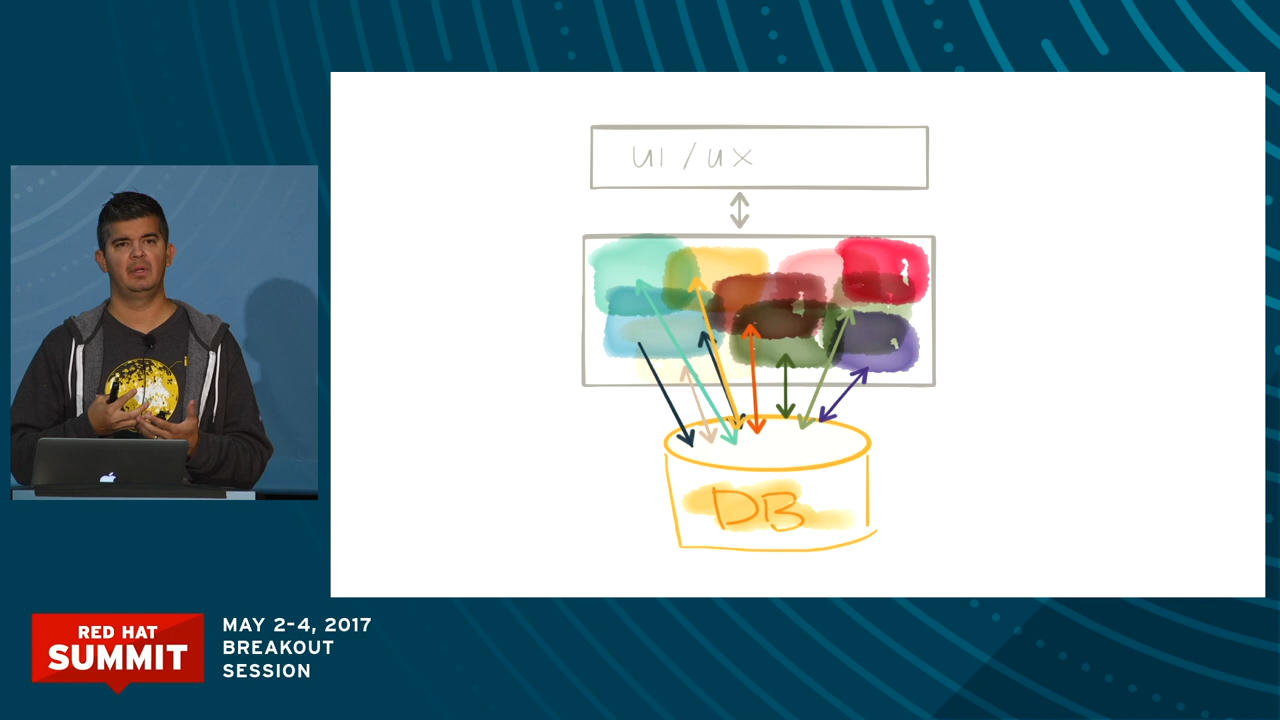 UI / UX
DB
RED HAT
SUMMIT
MAY 2-4, 2017
BREAKOUT
SESSION